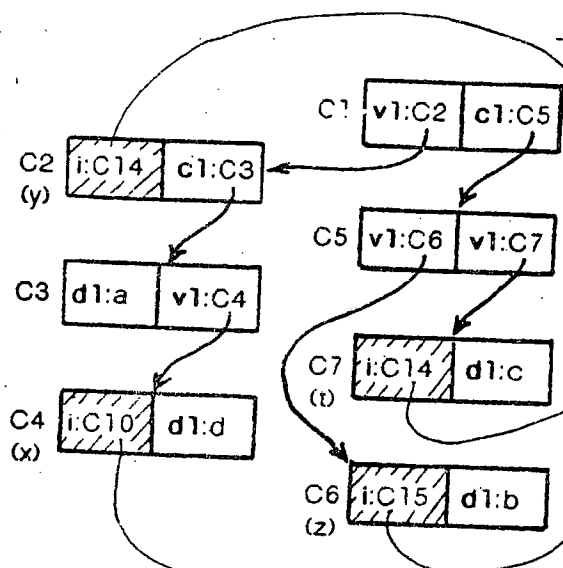 C1 v1:C2 c1:C5
C2 i:C14 c1:C3
(y)
C5 v1:C6 v1:C7
C3 d1:a v1:C4
C7 i:C14 d1:c
(t)
C4 i:C10 d1:d
(x)
C6 i:C15 d1:b
(z)